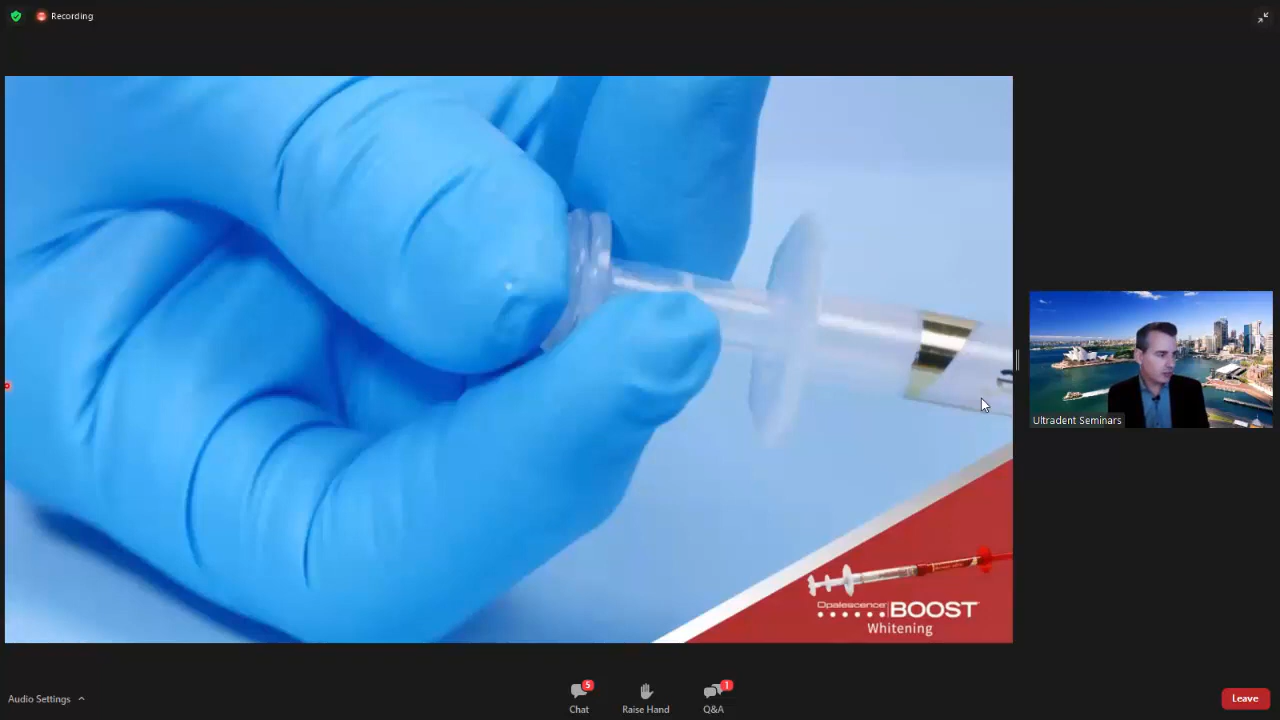 Recording
Ultradent Seminars
Opalescence BOOST
Whitening
Audio Settings
5
Chat
Raise Hand
1
Q&A
Leave